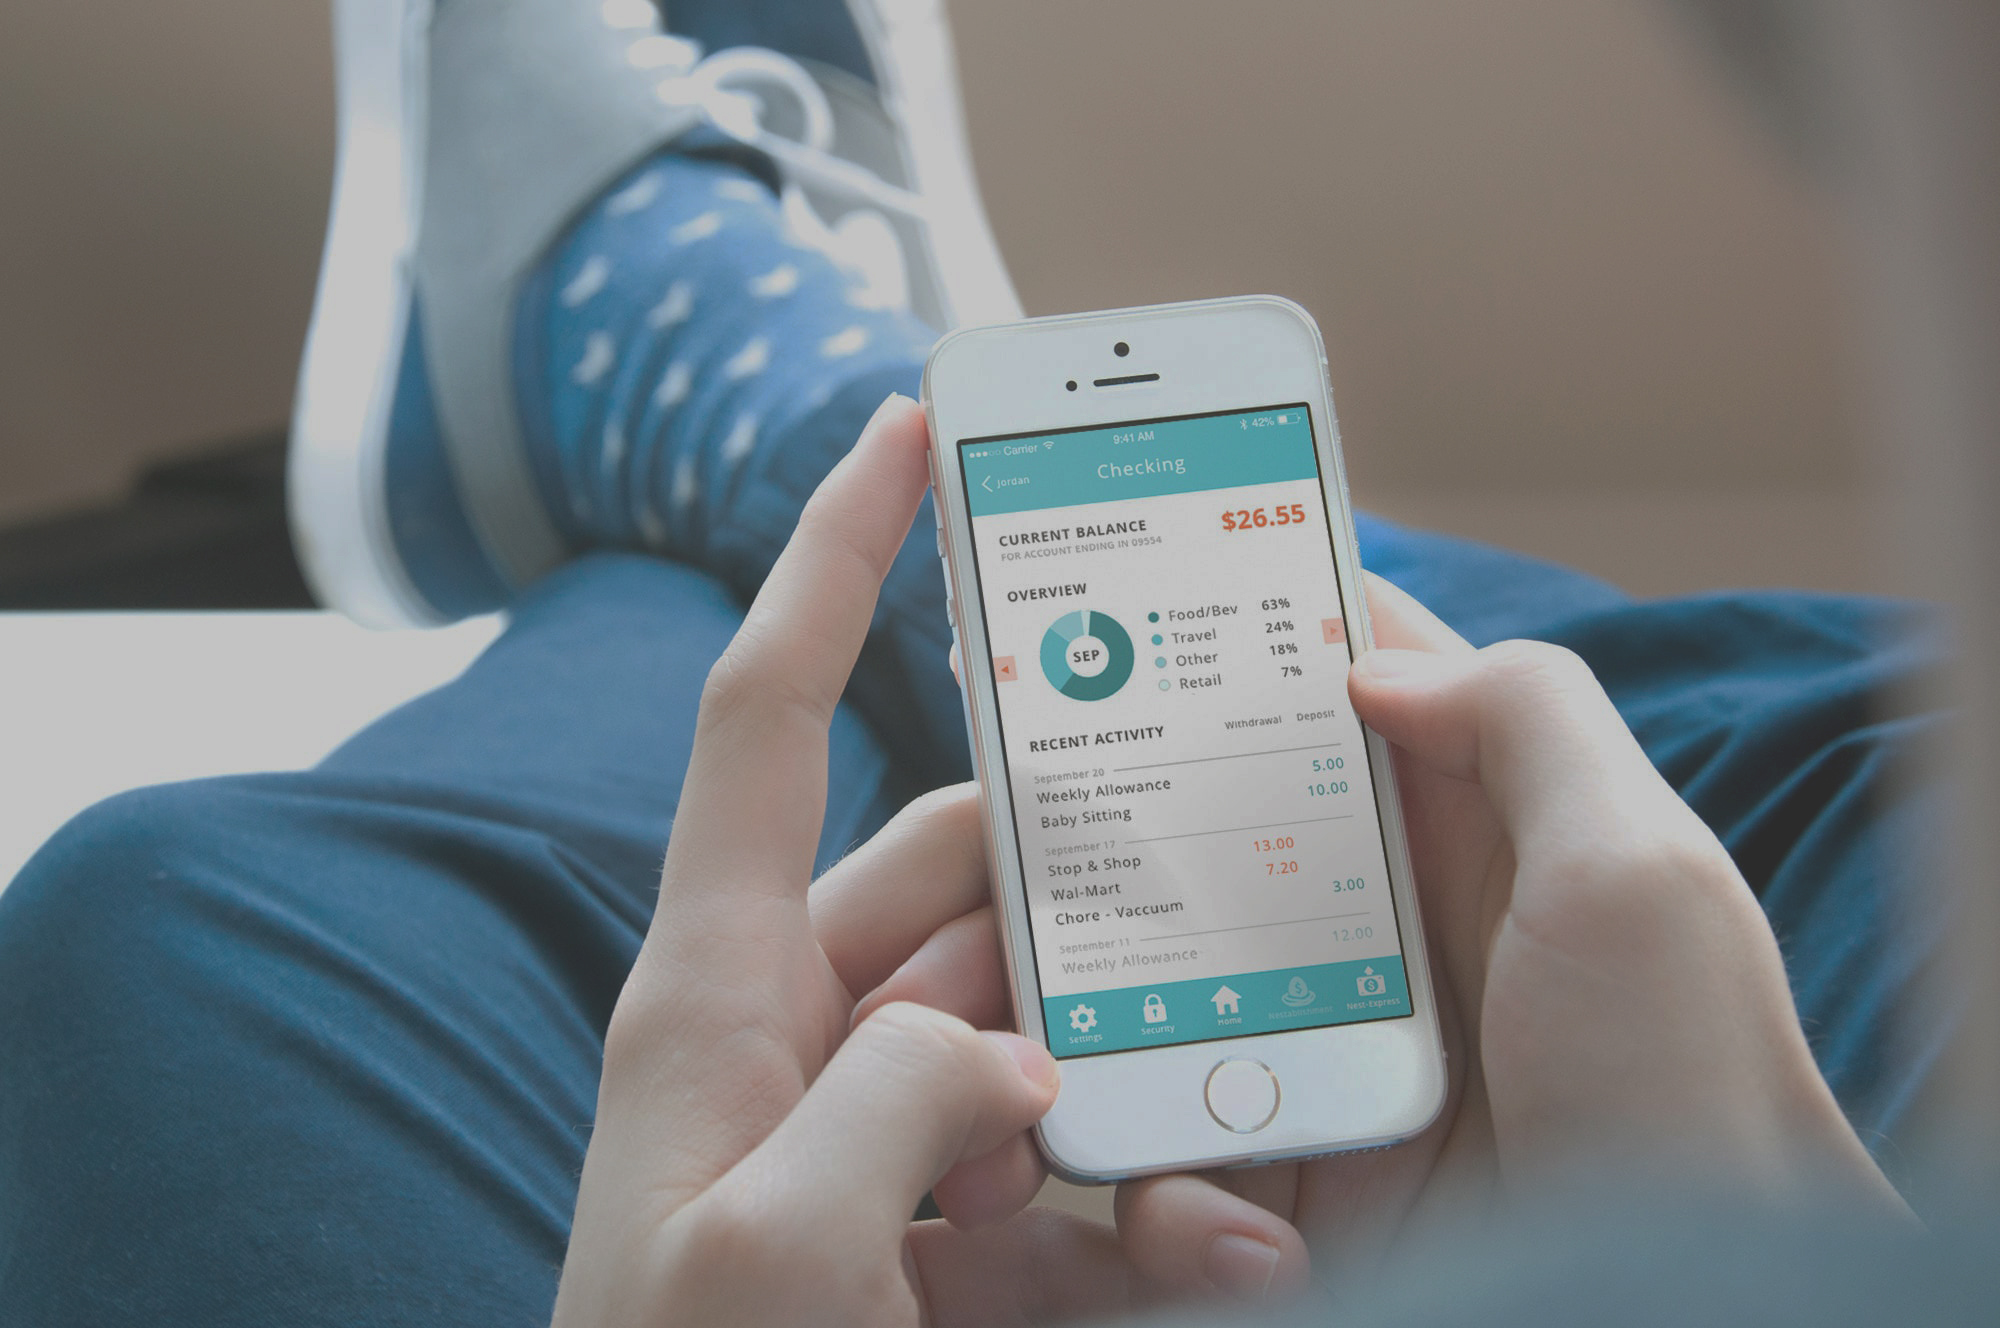 Carrier 9:41 AM 42%
Jordan Checking
CURRENT BALANCE $26.55
FOR ACCOUNT ENDING IN 09554
OVERVIEW
SEP
Food/Bev 63%
Travel 24%
Other 18%
Retail 7%
RECENT ACTIVITY Withdrawal Deposit
September 20
Weekly Allowance 5.00
Baby Sitting 10.00
September 17
Stop & Shop 13.00
Wal-Mart 7.20
Chore - Vaccuum 3.00
September 11
Weekly Allowance 12.00
Settings Security Home Nestablishment Nest-Express